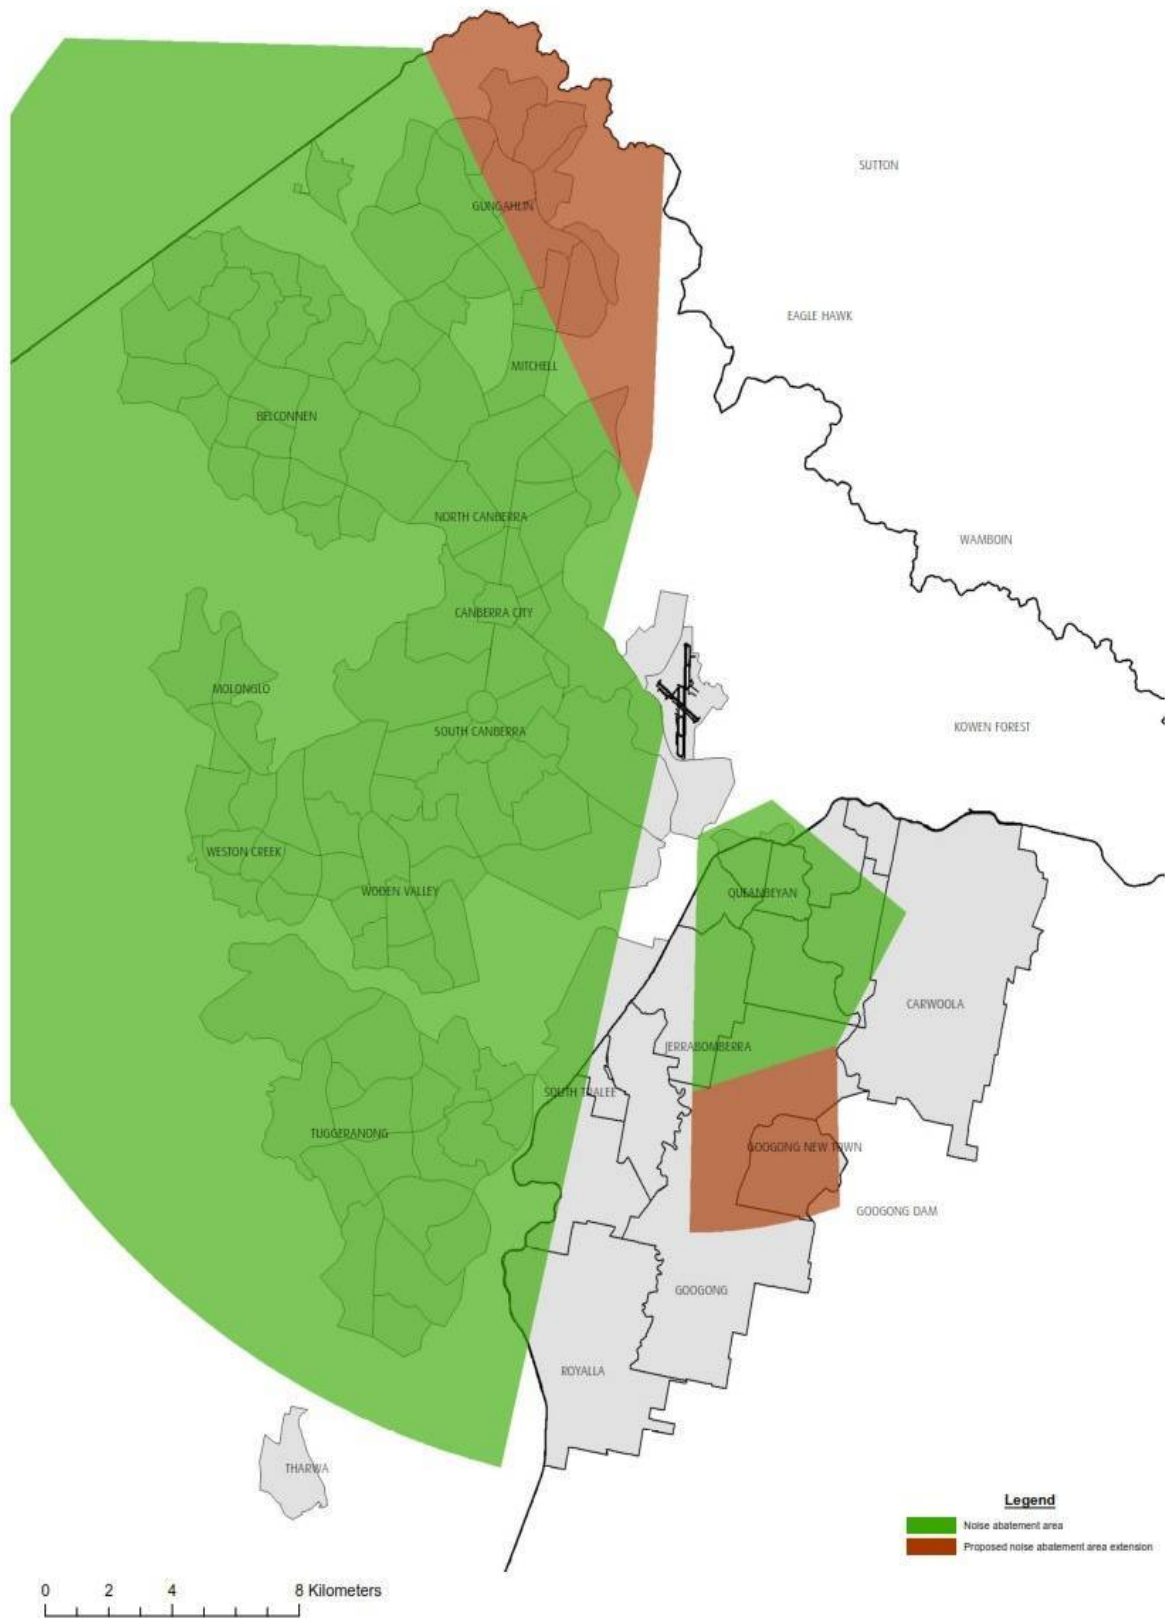 SUTTON
GUNGAHLIN
EAGLE HAWK
MITCHELL
BELCONNEN
NORTH CANBERRA
WAMBOIN
CANBERRA CITY
MOLONGLO
SOUTH CANBERRA
KOWEN FOREST
WESTON CREEK
WODEN VALLEY
QUEANBEYAN
CARWOOLA
JERRABOMBERRA
SOUTH TRALEE
TUGGERANONG
GOOGONG NEW TOWN
GOOGONG DAM
GOOGONG
ROYALLA
THARWA
Legend
Noise abatement area
Proposed noise abatement area extension
0 2 4 8 Kilometers